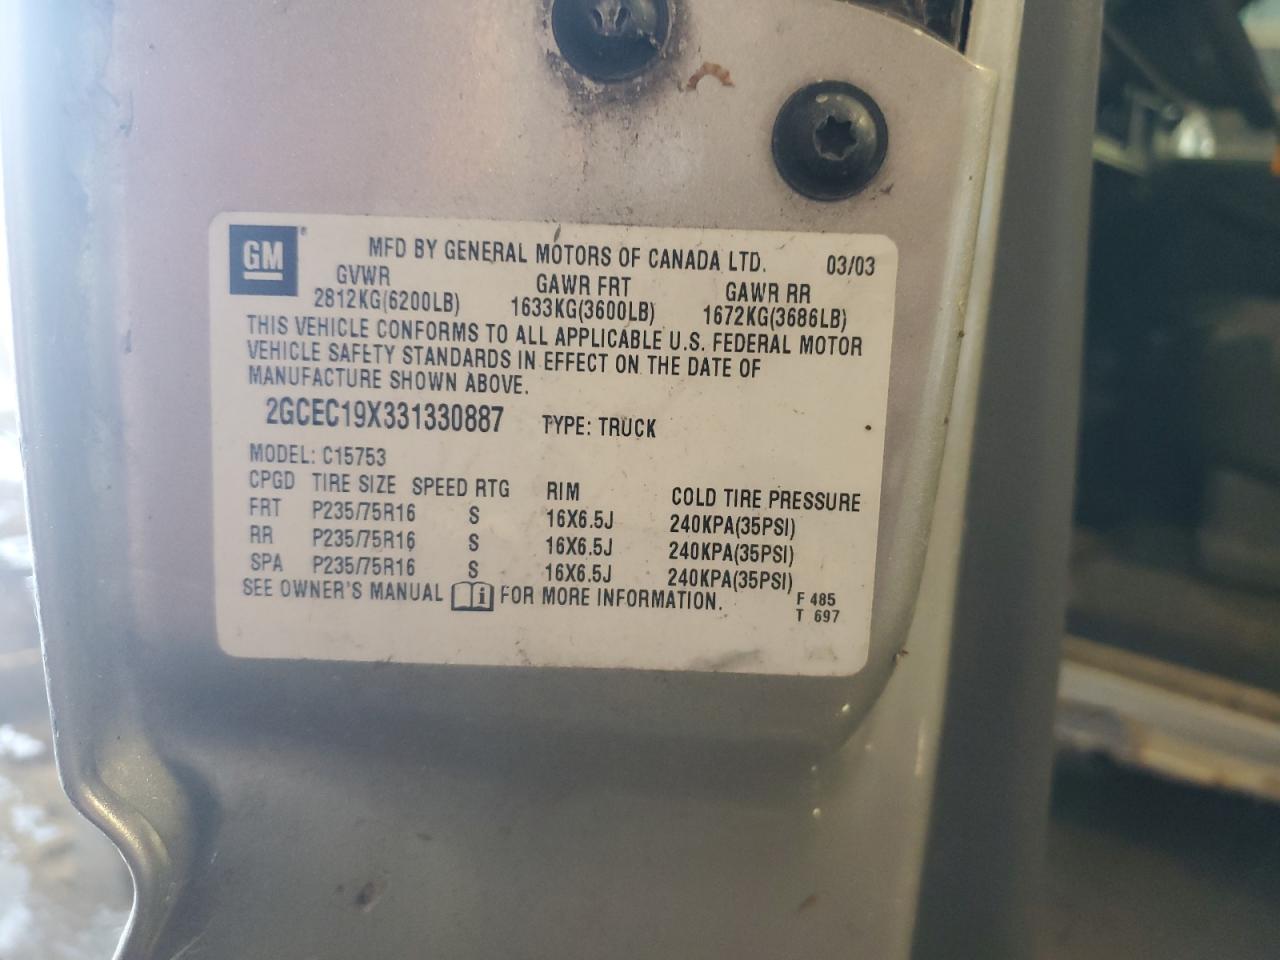 GM ®
MFD BY GENERAL MOTORS OF CANADA LTD. 03/03
GVWR GAWR FRT GAWR RR
2812KG(6200LB) 1633KG(3600LB) 1672KG(3686LB)
THIS VEHICLE CONFORMS TO ALL APPLICABLE U.S. FEDERAL MOTOR
VEHICLE SAFETY STANDARDS IN EFFECT ON THE DATE OF
MANUFACTURE SHOWN ABOVE.
2GCEC19X331330887 TYPE: TRUCK
MODEL: C15753
CPGD TIRE SIZE SPEED RTG RIM COLD TIRE PRESSURE
FRT P235/75R16 S 16X6.5J 240KPA(35PSI)
RR P235/75R16 S 16X6.5J 240KPA(35PSI)
SPA P235/75R16 S 16X6.5J 240KPA(35PSI)
SEE OWNER'S MANUAL i FOR MORE INFORMATION. F 485
T 697